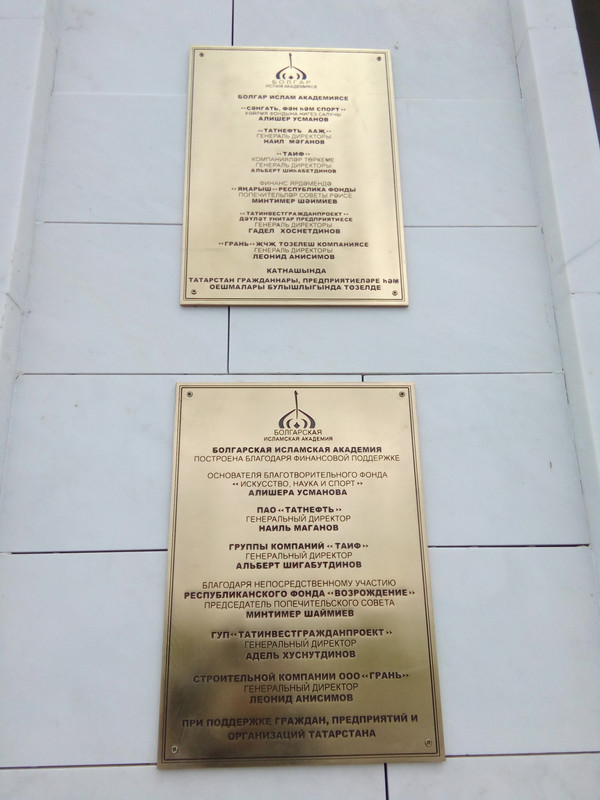 БОЛГАР
ИСЛАМ АКАДЕМИЯСЕ
БОЛГАР ИСЛАМ АКАДЕМИЯСЕ
«СӘНГАТЬ, ФӘН ҺӘМ СПОРТ»
ХӘЙРИЯ ФОНДЫНА НИГЕЗ САЛУЧЫ
АЛИШЕР УСМАНОВ
«ТАТНЕФТЬ» ААҖ
ГЕНЕРАЛЬ ДИРЕКТОРЫ
НАИЛ МӘГАНОВ
«ТАИФ»
КОМПАНИЯЛӘР ТӨРКЕМЕ
ГЕНЕРАЛЬ ДИРЕКТОРЫ
АЛЬБЕРТ ШИҺАБЕТДИНОВ
ФИНАНС ЯРДӘМЕНДӘ
«ЯҢАРЫШ» РЕСПУБЛИКА ФОНДЫ
ПОПЕЧИТЕЛЬЛӘР СОВЕТЫ РӘИСЕ
МИНТИМЕР ШӘЙМИЕВ
«ТАТИНВЕСТГРАЖДАНПРОЕКТ»
ДӘҮЛӘТ УНИТАР ПРЕДПРИЯТИЕСЕ
ГЕНЕРАЛЬ ДИРЕКТОРЫ
ГАДЕЛ ХӨСНЕТДИНОВ
«ГРАНЬ» ҖЧҖ ТӨЗЕЛЕШ КОМПАНИЯСЕ
ГЕНЕРАЛЬ ДИРЕКТОРЫ
ЛЕОНИД АНИСИМОВ
КАТНАШЫНДА
ТАТАРСТАН ГРАЖДАННАРЫ, ПРЕДПРИЯТИЕЛӘРЕ ҺӘМ
ОЕШМАЛАРЫ БУЛЫШЛЫГЫНДА ТӨЗЕЛДЕ
БОЛГАРСКАЯ
ИСЛАМСКАЯ АКАДЕМИЯ
БОЛГАРСКАЯ ИСЛАМСКАЯ АКАДЕМИЯ
ПОСТРОЕНА БЛАГОДАРЯ ФИНАНСОВОЙ ПОДДЕРЖКЕ
ОСНОВАТЕЛЯ БЛАГОТВОРИТЕЛЬНОГО ФОНДА
«ИСКУССТВО, НАУКА И СПОРТ»
АЛИШЕРА УСМАНОВА
ПАО «ТАТНЕФТЬ»
ГЕНЕРАЛЬНЫЙ ДИРЕКТОР
НАИЛЬ МАГАНОВ
ГРУППЫ КОМПАНИЙ «ТАИФ»
ГЕНЕРАЛЬНЫЙ ДИРЕКТОР
АЛЬБЕРТ ШИГАБУТДИНОВ
БЛАГОДАРЯ НЕПОСРЕДСТВЕННОМУ УЧАСТИЮ
РЕСПУБЛИКАНСКОГО ФОНДА «ВОЗРОЖДЕНИЕ»
ПРЕДСЕДАТЕЛЬ ПОПЕЧИТЕЛЬСКОГО СОВЕТА
МИНТИМЕР ШАЙМИЕВ
ГУП «ТАТИНВЕСТГРАЖДАНПРОЕКТ»
ГЕНЕРАЛЬНЫЙ ДИРЕКТОР
АДЕЛЬ ХУСНУТДИНОВ
СТРОИТЕЛЬНОЙ КОМПАНИИ ООО «ГРАНЬ»
ГЕНЕРАЛЬНЫЙ ДИРЕКТОР
ЛЕОНИД АНИСИМОВ
ПРИ ПОДДЕРЖКЕ ГРАЖДАН, ПРЕДПРИЯТИЙ И
ОРГАНИЗАЦИЙ ТАТАРСТАНА